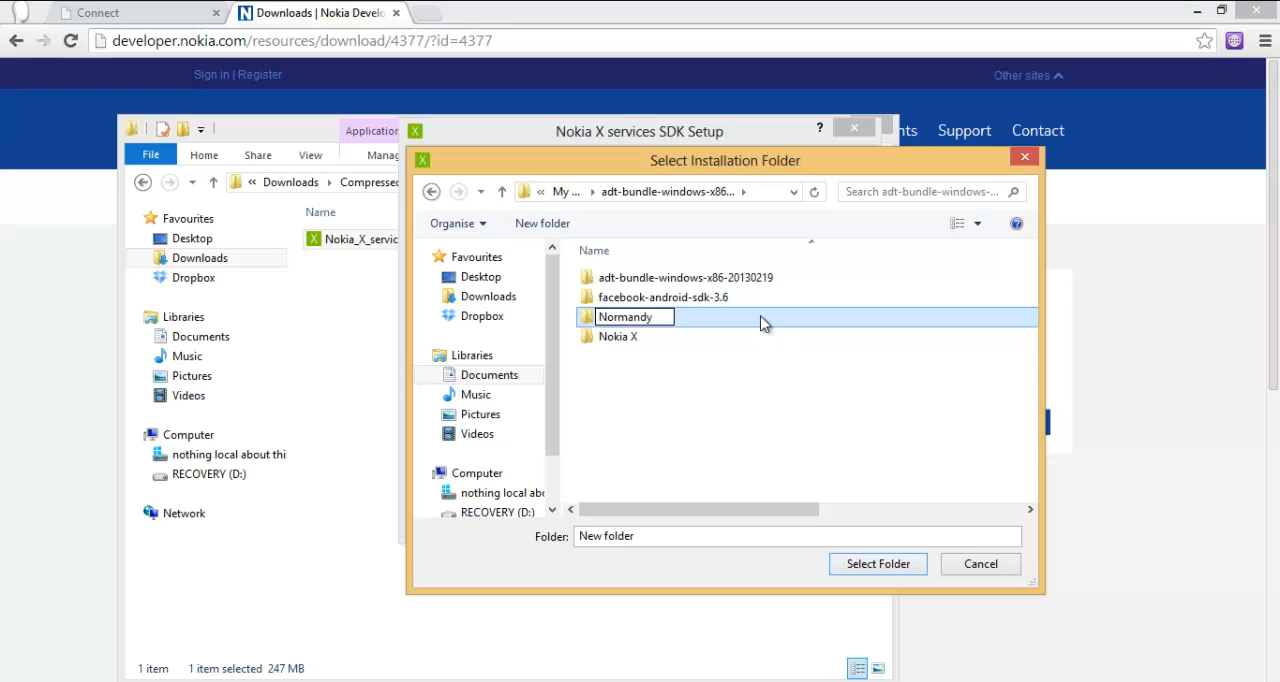 Connect
Downloads | Nokia Develo
developer.nokia.com/resources/download/4377/?id=4377
Sign in | Register
Other sites
nts Support Contact
Application
File Home Share View Manag
« Downloads Compressed
Favourites
Desktop
Downloads
Dropbox
Libraries
Documents
Music
Pictures
Videos
Computer
nothing local about thi
RECOVERY (D:)
Network
Name
Nokia_X_servic
1 item 1 item selected 247 MB
Nokia X services SDK Setup
?
Select Installation Folder
« My ... adt-bundle-windows-x86...
Search adt-bundle-windows-...
Organise New folder
Favourites
Desktop
Downloads
Dropbox
Libraries
Documents
Music
Pictures
Videos
Computer
nothing local abo
RECOVERY (D:)
Name
adt-bundle-windows-x86-20130219
facebook-android-sdk-3.6
Normandy
Nokia X
Folder: New folder
Select Folder Cancel